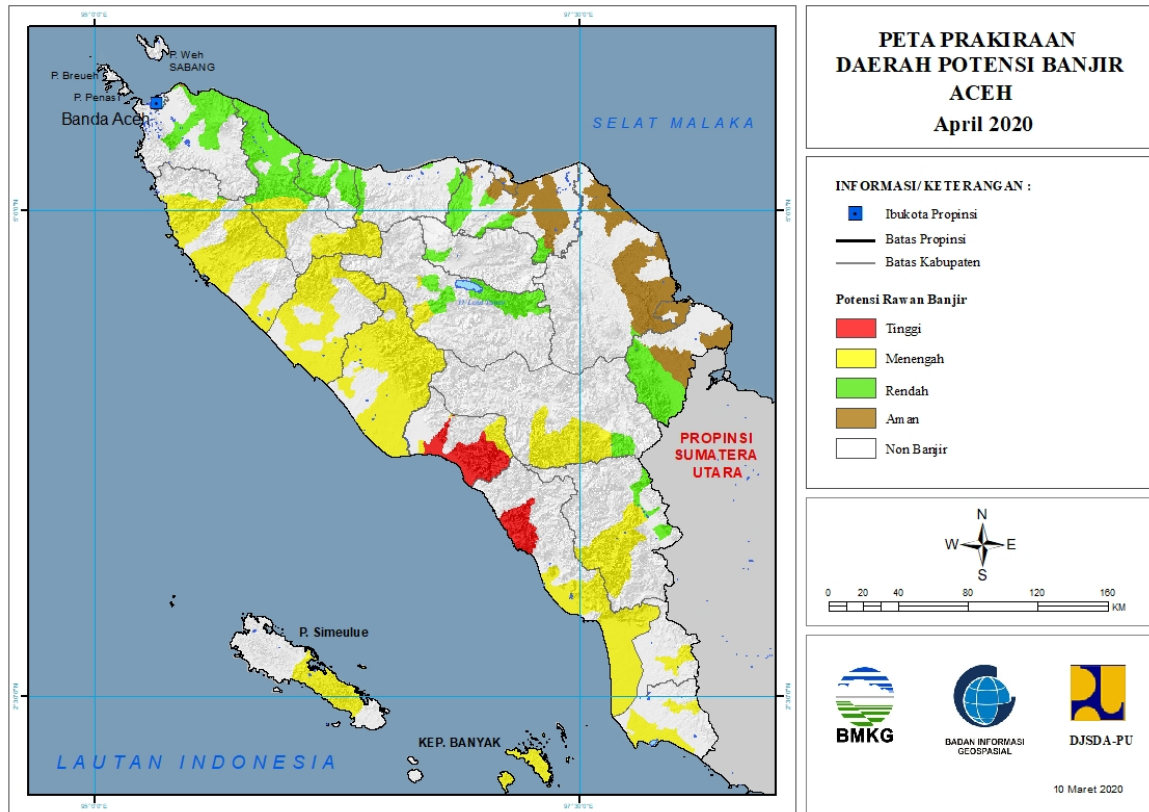 P. Weh
SABANG
P. Breueh
P. Penasi
Banda Aceh
SELAT MALAKA
PROPINSI
SUMATERA
UTARA
P. Simeulue
KEP. BANYAK
LAUTAN INDONESIA
PETA PRAKIRAAN
DAERAH POTENSI BANJIR
ACEH
April 2020
INFORMASI/ KETERANGAN :
Ibukota Propinsi
Batas Propinsi
Batas Kabupaten
Potensi Rawan Banjir
Tinggi
Menengah
Rendah
Aman
Non Banjir
N
W E
S
0 20 40 80 120 160
KM
BMKG
BADAN INFORMASI
GEOSPASIAL
DJSDA-PU
10 Maret 2020